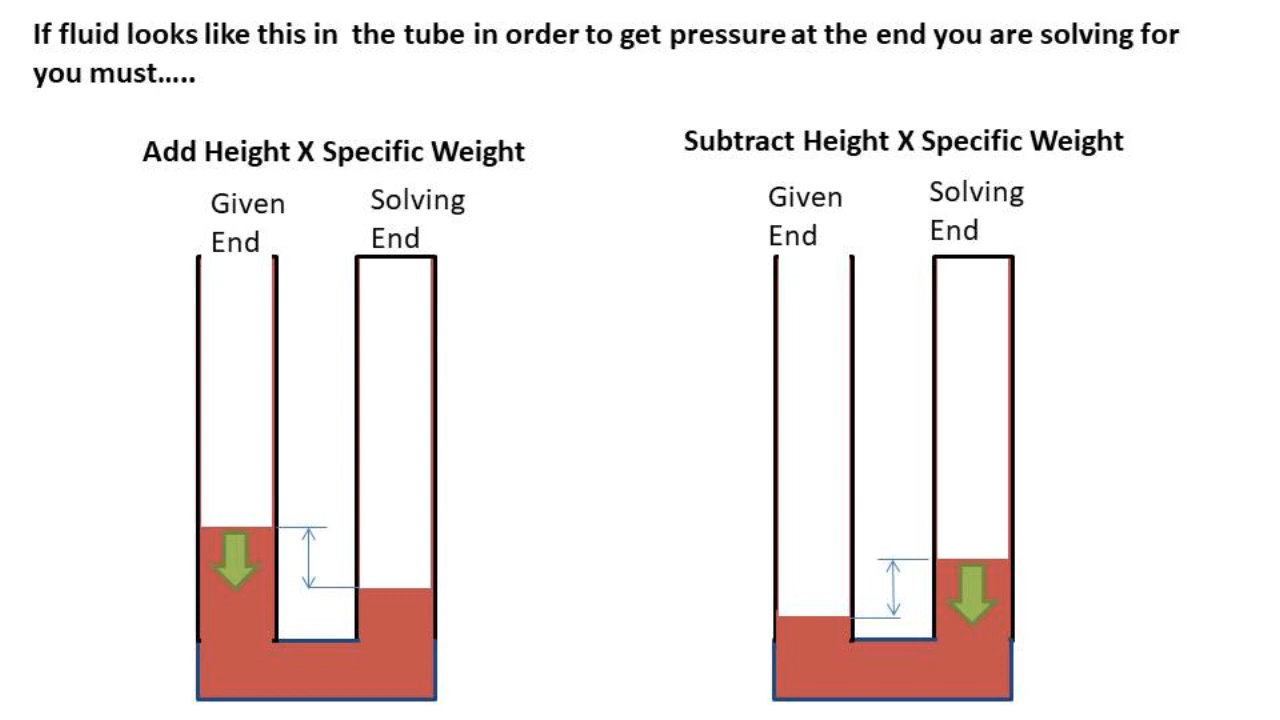 If fluid looks like this in the tube in order to get pressure at the end you are solving for
you must…..
Add Height X Specific Weight
Given
End
Solving
End
Subtract Height X Specific Weight
Given
End
Solving
End